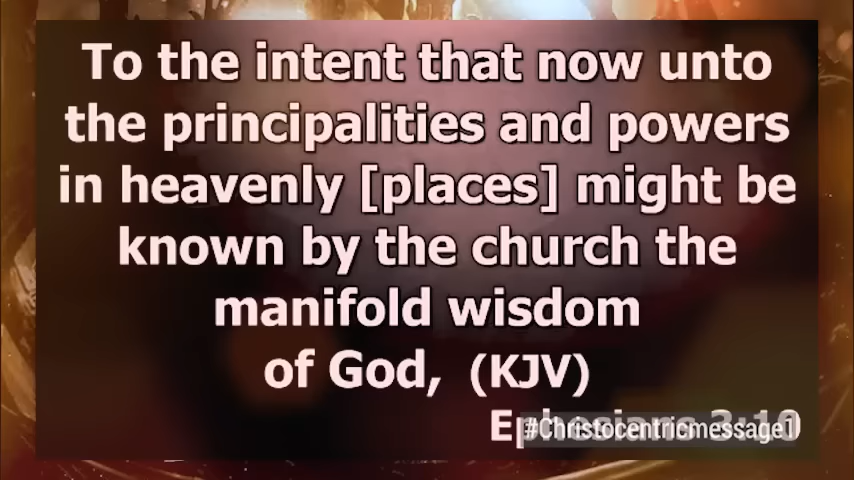 To the intent that now unto
the principalities and powers
in heavenly [places] might be
known by the church the
manifold wisdom
of God, (KJV)
Ephesians 3:10
#Christocentricmessage1